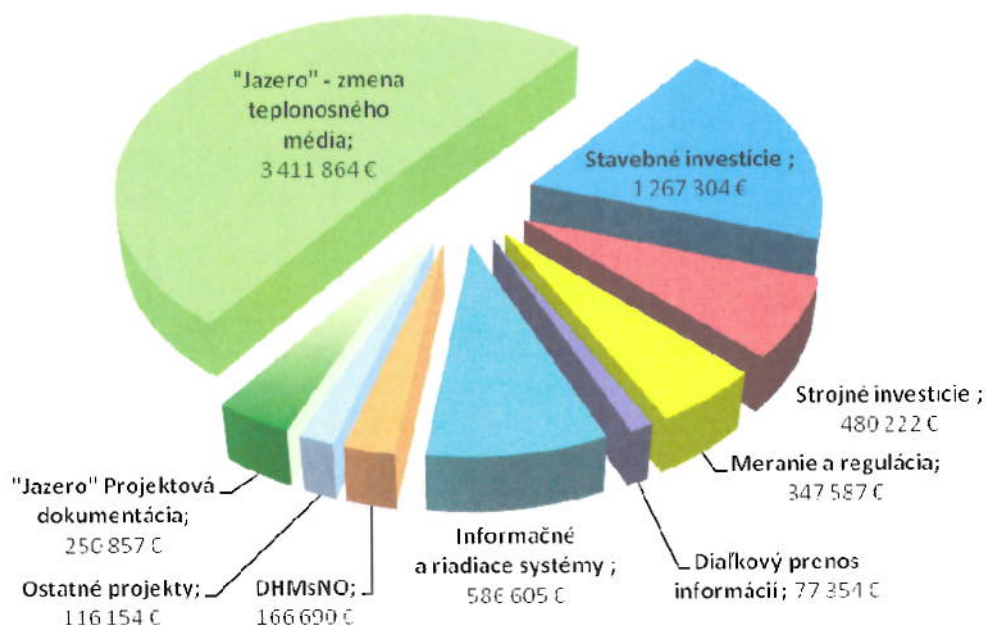 "Jazero" - zmena
teplonosného
média;
3 411 864 €
Stavebné investície ;
1 267 304 €
Strojné investície ;
480 222 €
Meranie a regulácia;
347 587 €
Diaľkový prenos
informácií ; 77 354 €
Informačné
a riadiace systémy ;
586 605 €
DHMsNO;
166 690 €
Ostatné projekty;
116 154 €
"Jazero" Projektová
dokumentácia;
250 857 €